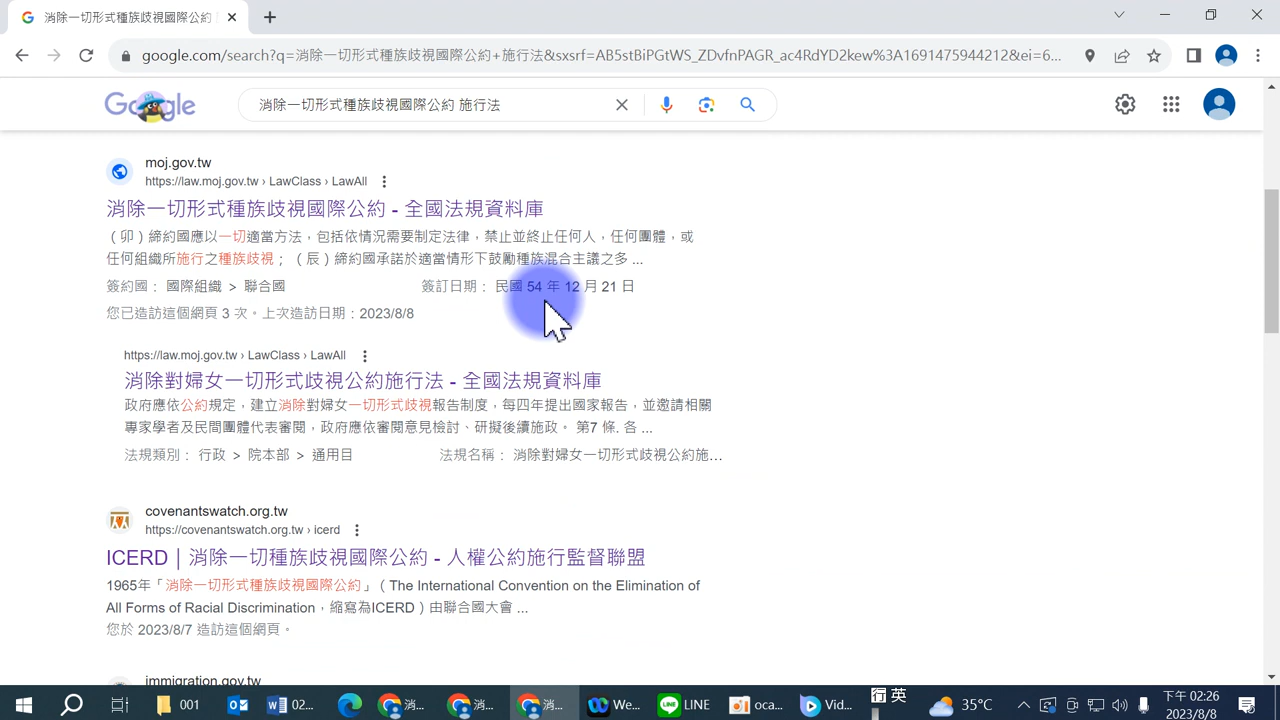 消除一切形式種族歧視國際公約
google.com/search?q=消除一切形式種族歧視國際公約+施行法&sxsrf=AB5stBiPGtWS_ZDvfnPAGR_ac4RdYD2kew%3A1691475944212&ei=6...
Google 消除一切形式種族歧視國際公約 施行法
moj.gov.tw
https://law.moj.gov.tw › LawClass › LawAll
消除一切形式種族歧視國際公約 - 全國法規資料庫
（卯）締約國應以一切適當方法，包括依情況需要制定法律，禁止並終止任何人，任何團體，或
任何組織所施行之種族歧視；（辰）締約國承諾於適當情形下鼓勵種族混合主議之多 ...
簽約國： 國際組織 > 聯合國 簽訂日期： 民國 54 年 12 月 21 日
您已造訪這個網頁 3 次。上次造訪日期：2023/8/8
https://law.moj.gov.tw › LawClass › LawAll
消除對婦女一切形式歧視公約施行法 - 全國法規資料庫
政府應依公約規定，建立消除對婦女一切形式歧視報告制度，每四年提出國家報告，並邀請相關
專家學者及民間團體代表審閱，政府應依審閱意見檢討、研擬後續施政。 第7 條. 各 ...
法規類別： 行政 > 院本部 > 通用目 法規名稱： 消除對婦女一切形式歧視公約施...
covenantswatch.org.tw
https://covenantswatch.org.tw › icerd
ICERD｜消除一切種族歧視國際公約 - 人權公約施行監督聯盟
1965年「消除一切形式種族歧視國際公約」（The International Convention on the Elimination of
All Forms of Racial Discrimination，縮寫為ICERD）由聯合國大會 ...
您於 2023/8/7 造訪這個網頁。
immigration.gov.tw
001 02... 消... 消... We... LINE oca... Vid... 行 英 35°C 下午 02:26
2023/8/8